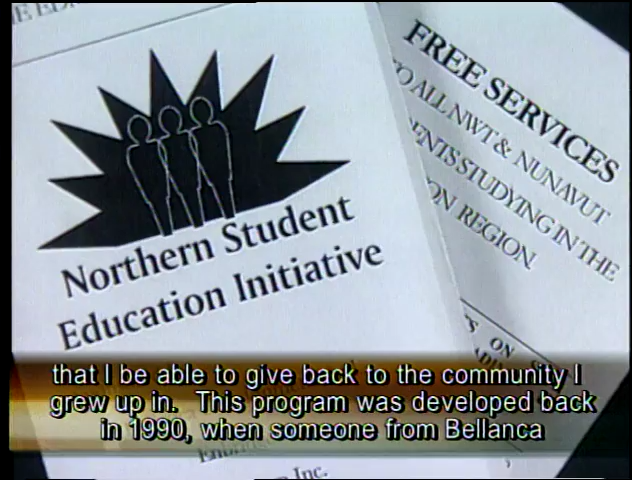 FREE SERVICES
TO ALL NWT & NUNAVUT
STUDYING IN THE
REGION.
Northern Student
Education Initiative
ON
that I be able to give back to the community I
grew up in. This program was developed back
in 1990, when someone from Bellanca
Inc.